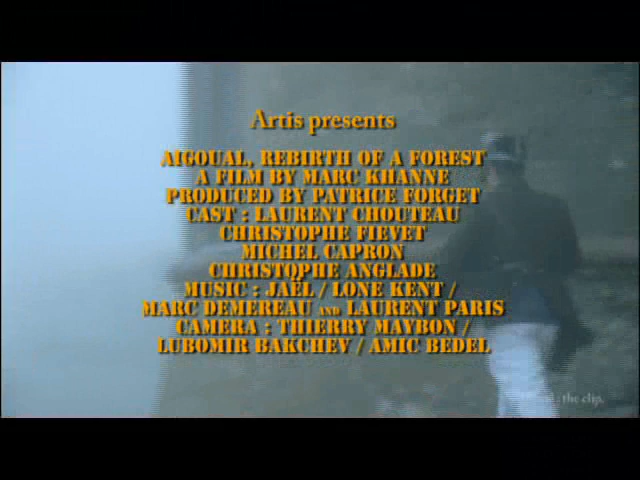 Artis presents
AIGOUAL, REBIRTH OF A FOREST
A FILM BY MARC KHANNE
PRODUCED BY PATRICE FORGET
CAST : LAURENT CHOUTEAU
CHRISTOPHE FIEVET
MICHEL CAPRON
CHRISTOPHE ANGLADE
MUSIC : JAËL / LONE KENT /
MARC DEMEREAU AND LAURENT PARIS
CAMERA : THIERRY MAYBON /
LUBOMIR BAKCHEV / AMIC BEDEL
: the clip.